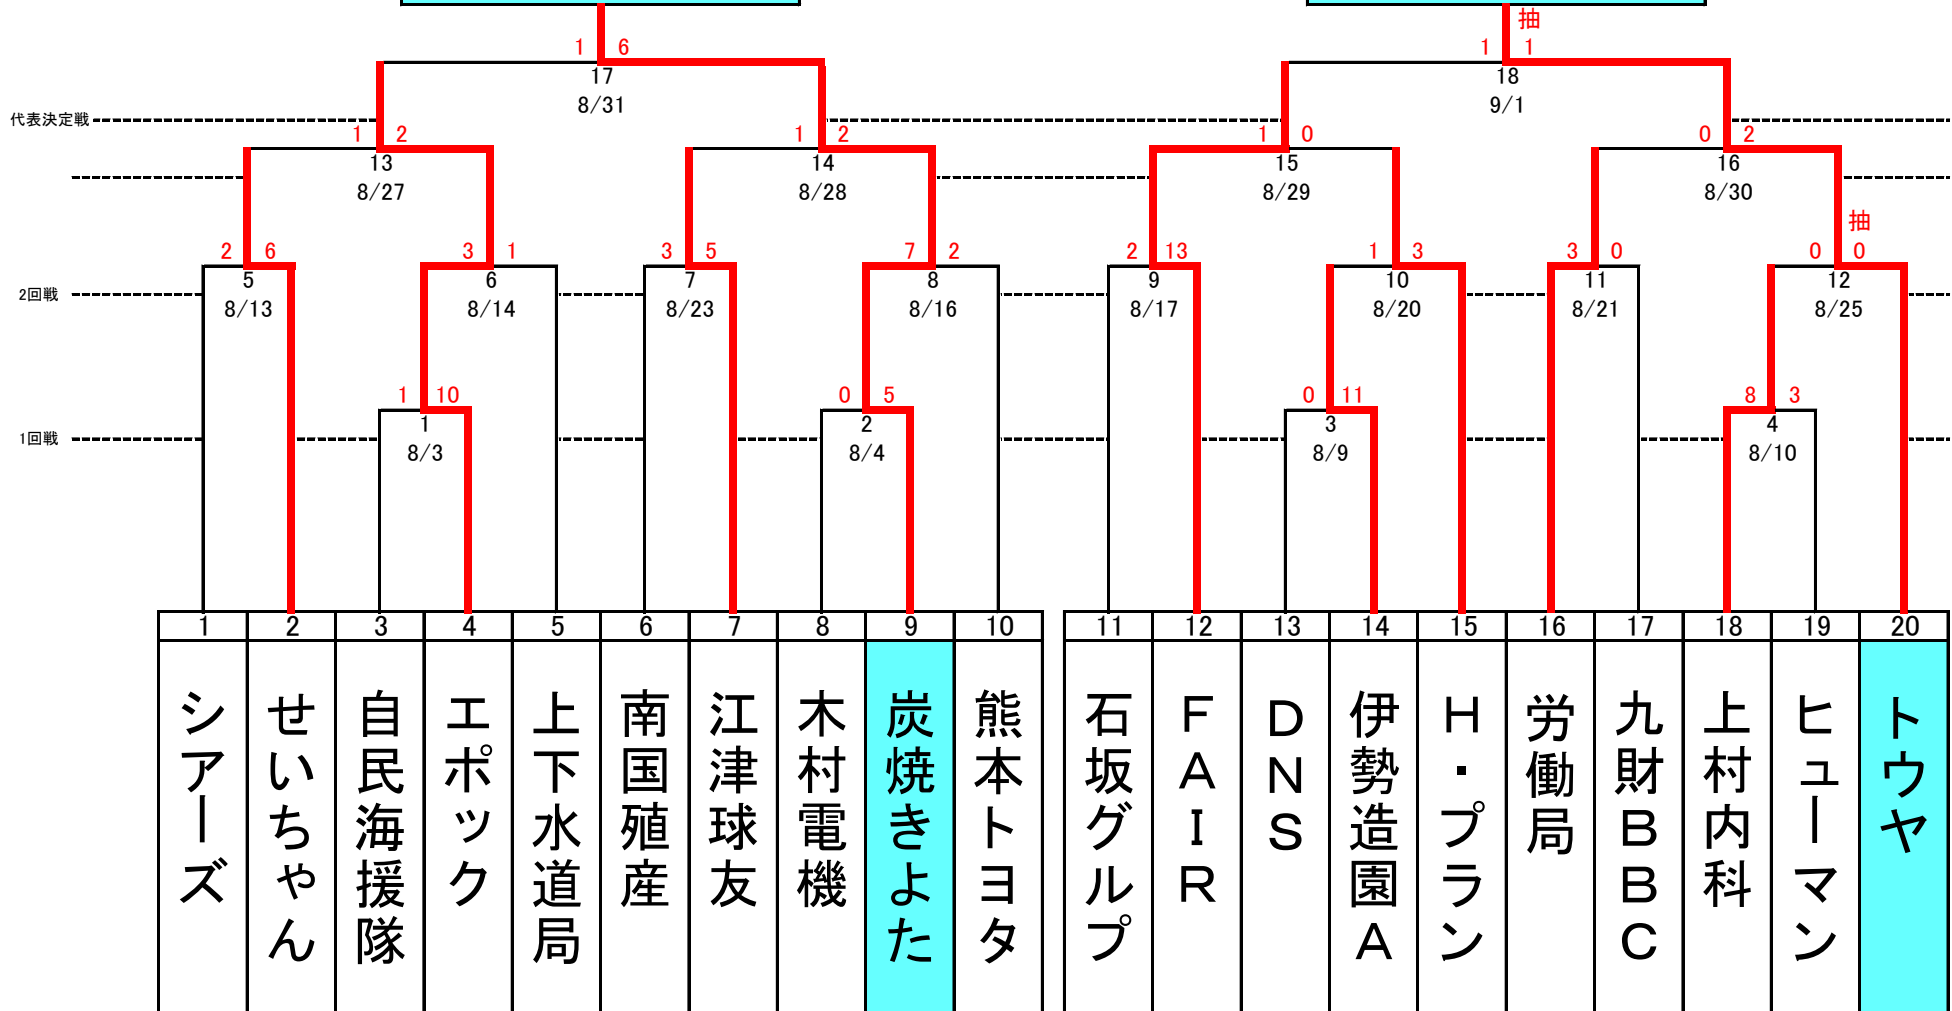 抽
1 6 1 1
17 18
8/31 9/1
代表決定戦
1 2 1 2 1 0 0 2
13 14 15 16
8/27 8/28 8/29 8/30
抽
2 6 3 1 3 5 7 2 2 13 1 3 3 0 0 0
5 6 7 8 9 10 11 12
2回戦
8/13 8/14 8/23 8/16 8/17 8/20 8/21 8/25
1 10 0 5 0 11 8 3
1 2 3 4
1回戦
8/3 8/4 8/9 8/10
1 2 3 4 5 6 7 8 9 10 11 12 13 14 15 16 17 18 19 20
シアーズ
せいちゃん
自民海援隊
エポック
上下水道局
南国殖産
江津球友
木村電機
炭焼きよた
熊本トヨタ
石坂グルプ
ＦＡＩＲ
ＤＮＳ
伊勢造園Ａ
Ｈ・プラン
労働局
九財ＢＢＣ
上村内科
ヒューマン
トウヤ